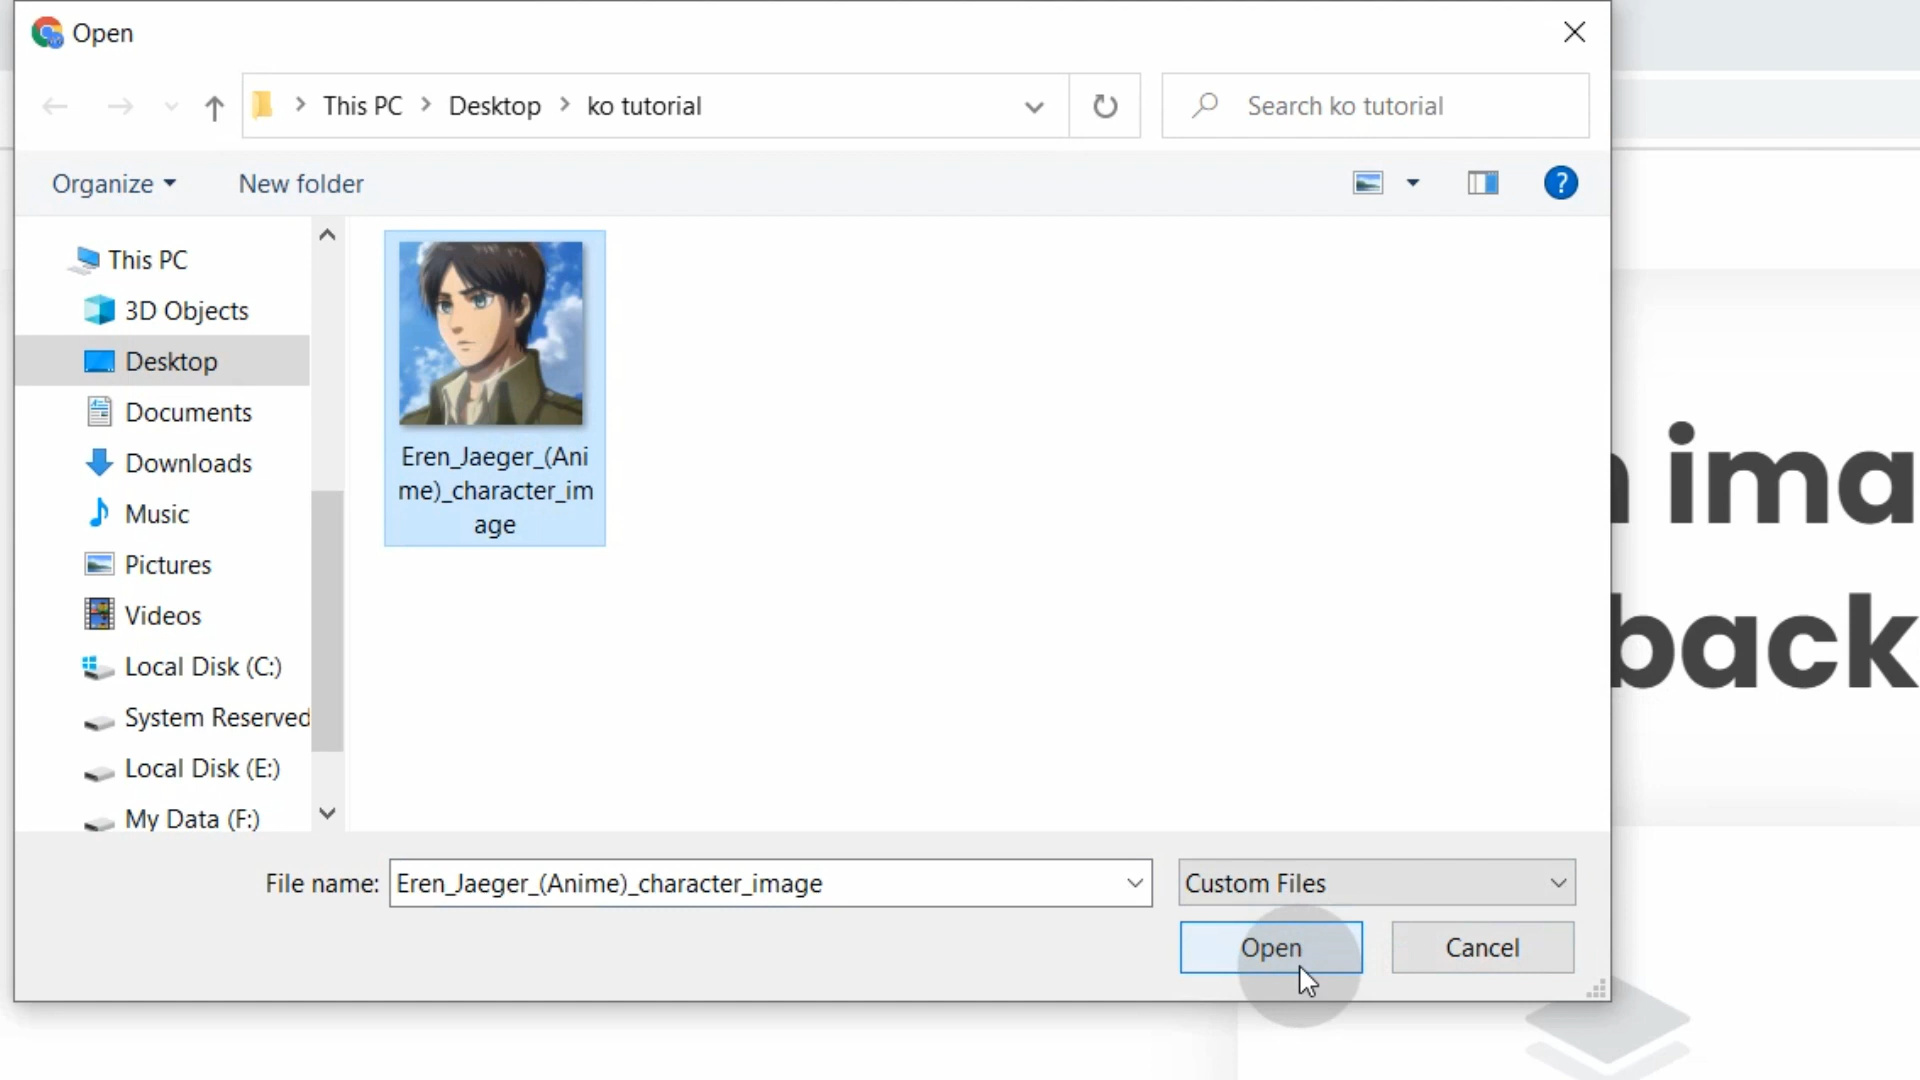 Open
This PC
Desktop
ko tutorial
Search ko tutorial
Organize
New folder
?
This PC
3D Objects
Desktop
Documents
Downloads
Music
Pictures
Videos
Local Disk (C:)
System Reserved
Local Disk (E:)
My Data (F:)
Eren_Jaeger_(Ani
me)_character_im
age
ima
back
File name:
Eren_Jaeger_(Anime)_character_image
Custom Files
Open
Cancel